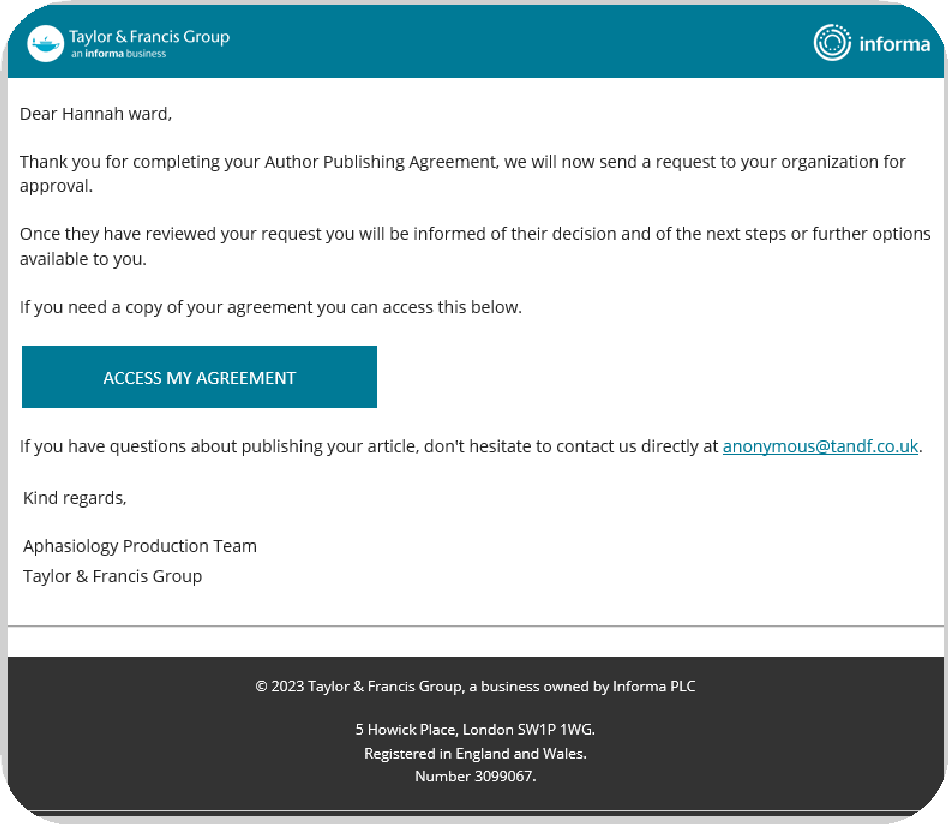 Taylor & Francis Group
an informa business
informa
Dear Hannah ward,
Thank you for completing your Author Publishing Agreement, we will now send a request to your organization for
approval.
Once they have reviewed your request you will be informed of their decision and of the next steps or further options
available to you.
If you need a copy of your agreement you can access this below.
ACCESS MY AGREEMENT
If you have questions about publishing your article, don't hesitate to contact us directly at anonymous@tandf.co.uk.
Kind regards,
Aphasiology Production Team
Taylor & Francis Group
© 2023 Taylor & Francis Group, a business owned by Informa PLC
5 Howick Place, London SW1P 1WG.
Registered in England and Wales.
Number 3099067.